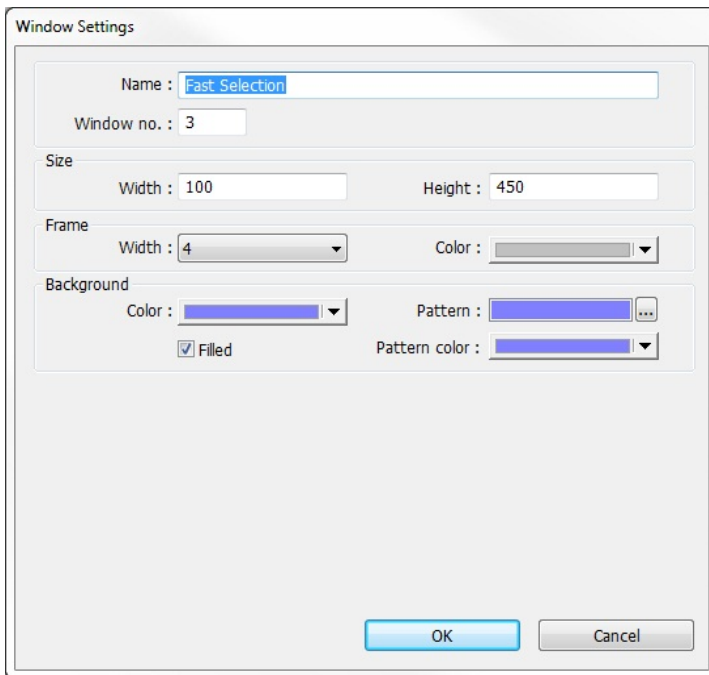 Window Settings
Name : Fast Selection
Window no. : 3
Size
Width : 100 Height : 450
Frame
Width : 4 Color :
Background
Color : Pattern : ...
Filled Pattern color :
OK Cancel